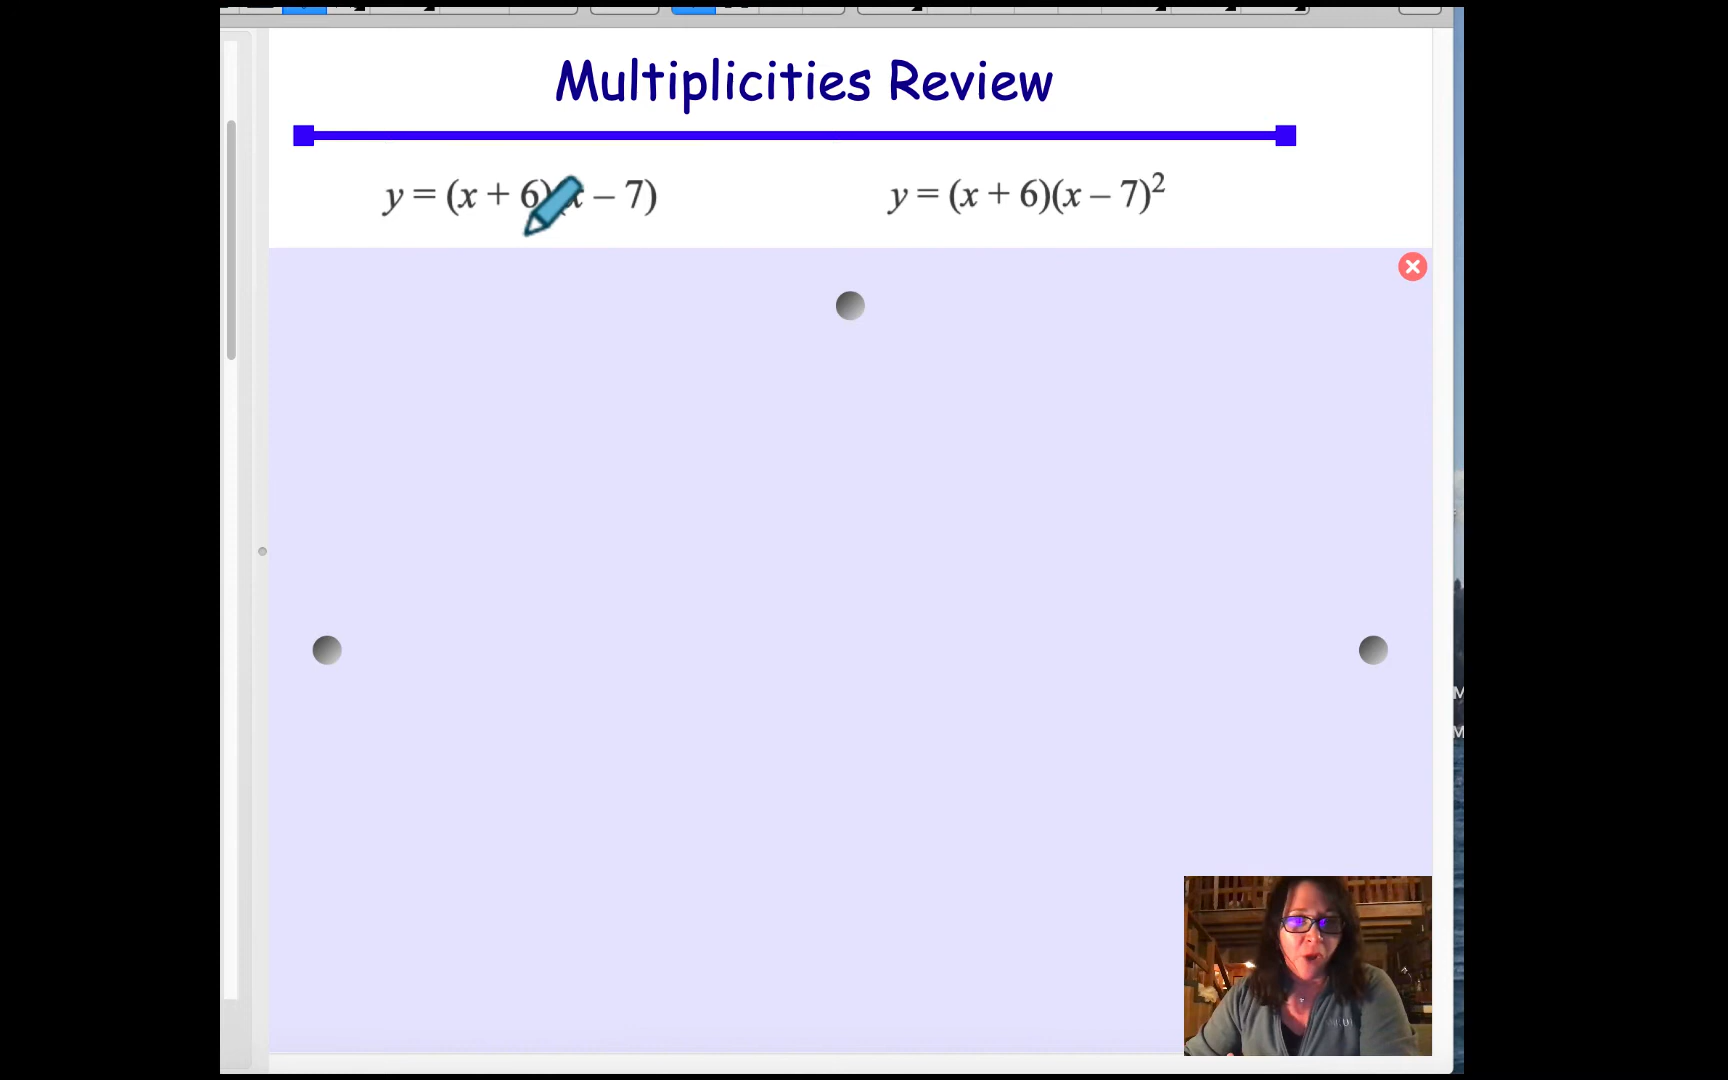 Multiplicities Review
y = (x + 6)(x – 7)
y = (x + 6)(x – 7)²
M
M